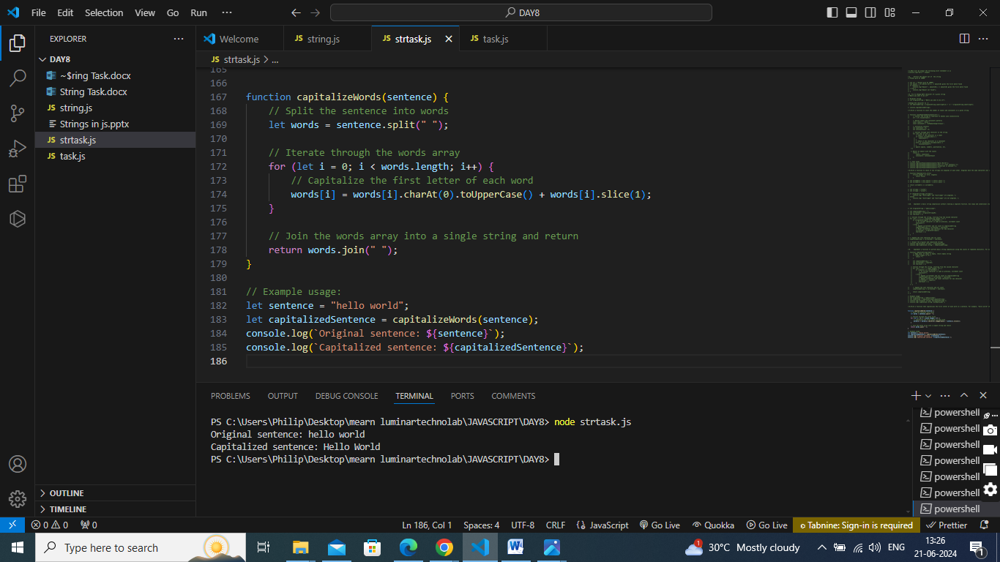 File Edit Selection View Go Run ··· DAY8
EXPLORER ···
Welcome
JS string.js
JS strtask.js
JS task.js
DAY8
~$ring Task.docx
String Task.docx
JS string.js
Strings in js.pptx
JS strtask.js
JS task.js
OUTLINE
TIMELINE
JS strtask.js > ...
165
166
167 function capitalizeWords(sentence) {
168 // Split the sentence into words
169 let words = sentence.split(" ");
170
171 // Iterate through the words array
172 for (let i = 0; i < words.length; i++) {
173 // Capitalize the first letter of each word
174 words[i] = words[i].charAt(0).toUpperCase() + words[i].slice(1);
175 }
176
177 // Join the words array into a single string and return
178 return words.join(" ");
179 }
180
181 // Example usage:
182 let sentence = "hello world";
183 let capitalizedSentence = capitalizeWords(sentence);
184 console.log(`Original sentence: ${sentence}`);
185 console.log(`Capitalized sentence: ${capitalizedSentence}`);
186
PROBLEMS OUTPUT DEBUG CONSOLE TERMINAL PORTS COMMENTS
PS C:\Users\Philip\Desktop\mearn luminartechnolab\JAVASCRIPT\DAY8> node strtask.js
Original sentence: hello world
Capitalized sentence: Hello World
PS C:\Users\Philip\Desktop\mearn luminartechnolab\JAVASCRIPT\DAY8>
powershell
powershell
powershell
powershell
powershell
powershell
powershell
0 0 0 Ln 186, Col 1 Spaces: 4 UTF-8 CRLF {} JavaScript Go Live Quokka Go Live Tabnine: Sign-in is required Prettier
Type here to search
1 30°C Mostly cloudy ENG 13:26
21-06-2024
1